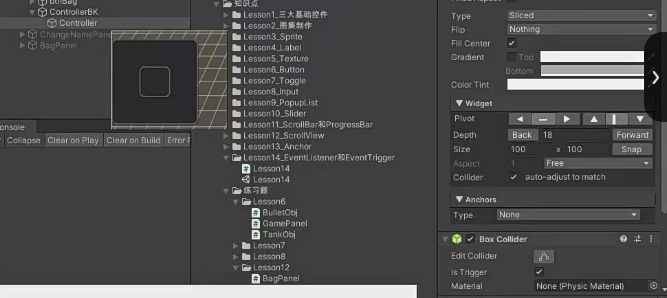 btnBag
ControllerBK
Controller
ChangeNamePane
BagPanel
onsole
Collapse Clear on Play Clear on Build Error P
知识点
Lesson1_三大基础控件
Lesson2_图集制作
Lesson3_Sprite
Lesson4_Label
Lesson5_Texture
Lesson6_Button
Lesson7_Toggle
Lesson8_Input
Lesson9_PopupList
Lesson10_Slider
Lesson11_ScrollBar和ProgressBar
Lesson12_ScrollView
Lesson13_Anchor
Lesson14_EventListener和EventTrigger
Lesson14
Lesson14
练习题
Lesson6
BulletObj
GamePanel
TankObj
Lesson7
Lesson8
Lesson12
BagPanel
Type Sliced
Flip Nothing
Fill Center
Gradient Top
Bottom
Color Tint
Widget
Pivot
Depth Back 18 Forward
Size 100 x 100 Snap
Aspect 1 Free
Collider auto-adjust to match
Anchors
Type None
Box Collider
Edit Collider
Is Trigger
Material None (Physic Material)